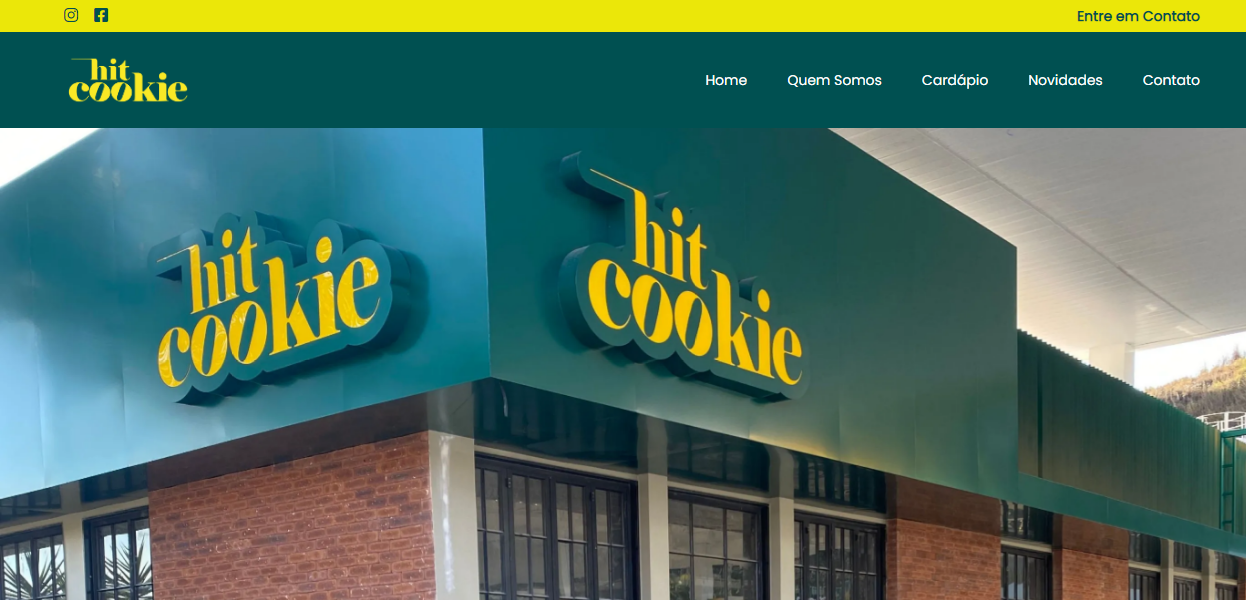 Entre em Contato
hit
cookie
Home Quem Somos Cardápio Novidades Contato
hit
cookie
hit
cookie